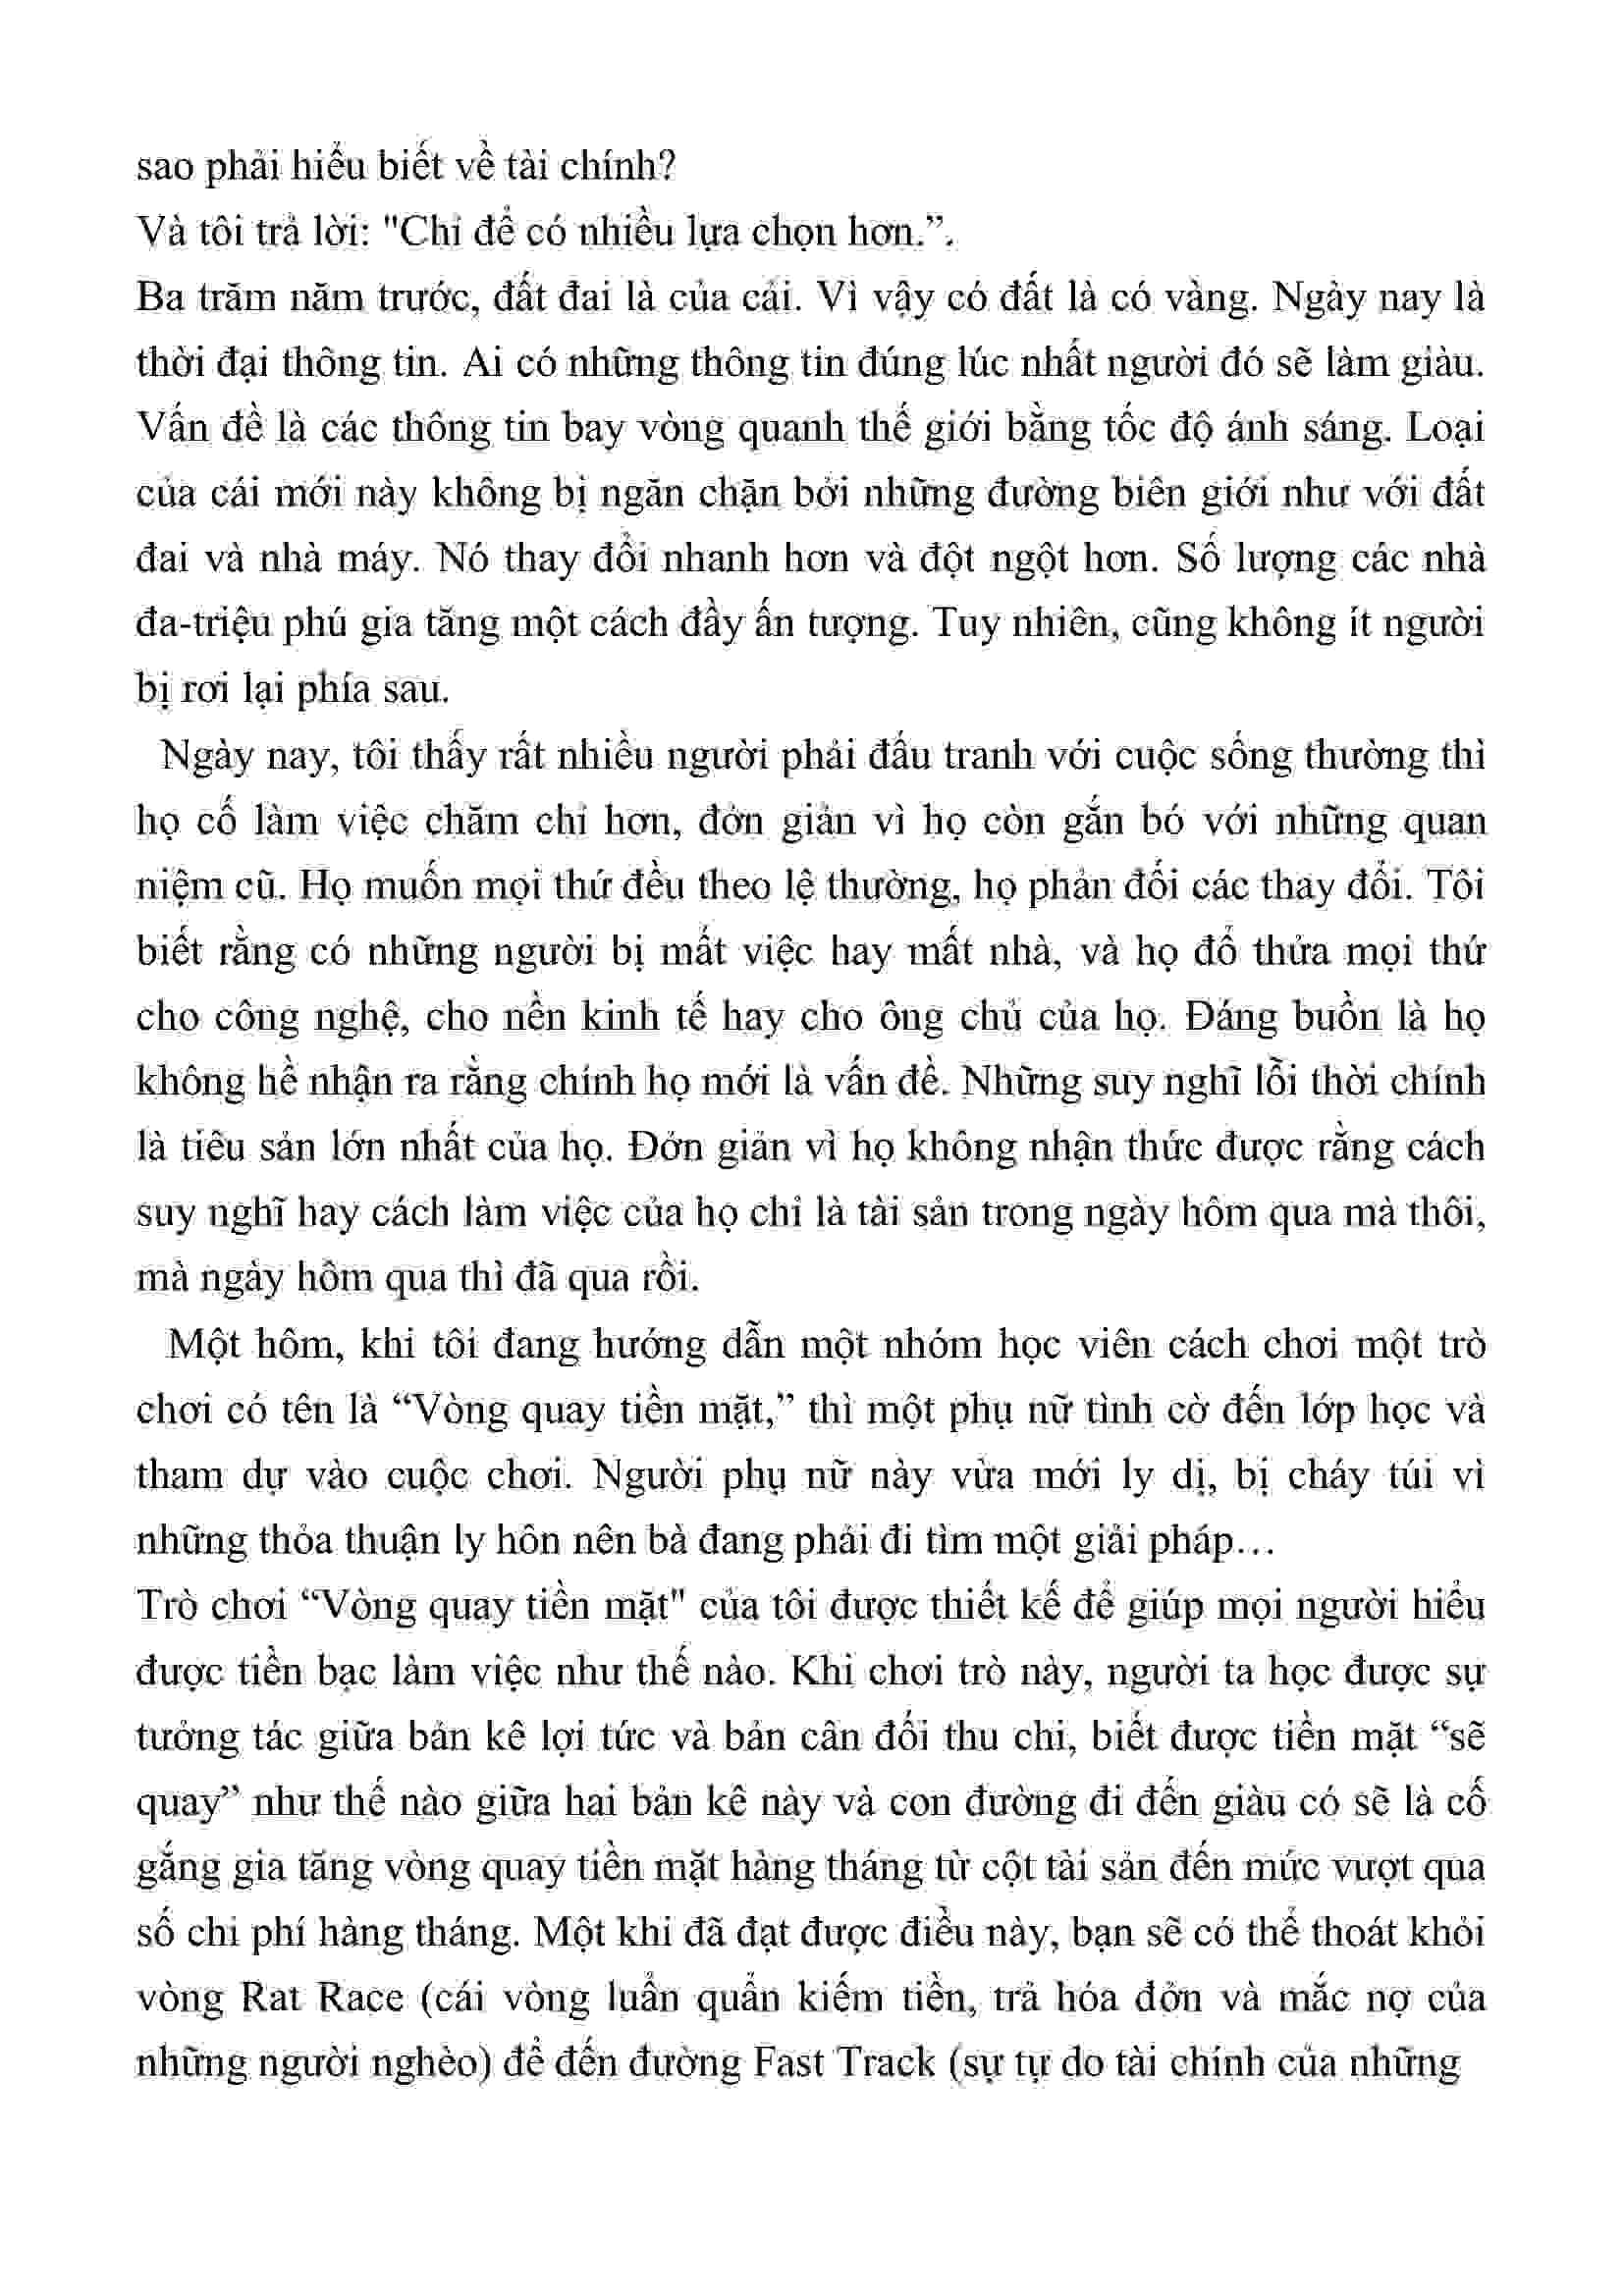 sao phải hiểu biết về tài chính?
Và tôi trả lời: "Chỉ để có nhiều lựa chọn hơn.”.
Ba trăm năm trước, đất đai là của cải. Vì vậy có đất là có vàng. Ngày nay là
thời đại thông tin. Ai có những thông tin đúng lúc nhất người đó sẽ làm giàu.
Vấn đề là các thông tin bay vòng quanh thế giới bằng tốc độ ánh sáng. Loại
của cải mới này không bị ngăn chặn bởi những đường biên giới như với đất
đai và nhà máy. Nó thay đổi nhanh hơn và đột ngột hơn. Số lượng các nhà
đa-triệu phú gia tăng một cách đầy ấn tượng. Tuy nhiên, cũng không ít người
bị rơi lại phía sau.
Ngày nay, tôi thấy rất nhiều người phải đấu tranh với cuộc sống thường thì
họ cố làm việc chăm chỉ hơn, đởn giản vì họ còn gắn bó với những quan
niệm cũ. Họ muốn mọi thứ đều theo lệ thường, họ phản đối các thay đổi. Tôi
biết rằng có những người bị mất việc hay mất nhà, và họ đổ thừa mọi thứ
cho công nghệ, cho nền kinh tế hay cho ông chủ của họ. Đáng buồn là họ
không hề nhận ra rằng chính họ mới là vấn đề. Những suy nghĩ lỗi thời chính
là tiêu sản lớn nhất của họ. Đởn giản vì họ không nhận thức được rằng cách
suy nghĩ hay cách làm việc của họ chỉ là tài sản trong ngày hôm qua mà thôi,
mà ngày hôm qua thì đã qua rồi.
Một hôm, khi tôi đang hướng dẫn một nhóm học viên cách chơi một trò
chơi có tên là “Vòng quay tiền mặt,” thì một phụ nữ tình cờ đến lớp học và
tham dự vào cuộc chơi. Người phụ nữ này vừa mới ly dị, bị cháy túi vì
những thỏa thuận ly hôn nên bà đang phải đi tìm một giải pháp…
Trò chơi “Vòng quay tiền mặt" của tôi được thiết kế để giúp mọi người hiểu
được tiền bạc làm việc như thế nào. Khi chơi trò này, người ta học được sự
tưởng tác giữa bản kê lợi tức và bản cân đối thu chi, biết được tiền mặt “sẽ
quay” như thế nào giữa hai bản kê này và con đường đi đến giàu có sẽ là cố
gắng gia tăng vòng quay tiền mặt hàng tháng từ cột tài sản đến mức vượt qua
số chi phí hàng tháng. Một khi đã đạt được điều này, bạn sẽ có thể thoát khỏi
vòng Rat Race (cái vòng luẩn quẩn kiếm tiền, trả hóa đởn và mắc nợ của
những người nghèo) để đến đường Fast Track (sự tự do tài chính của những